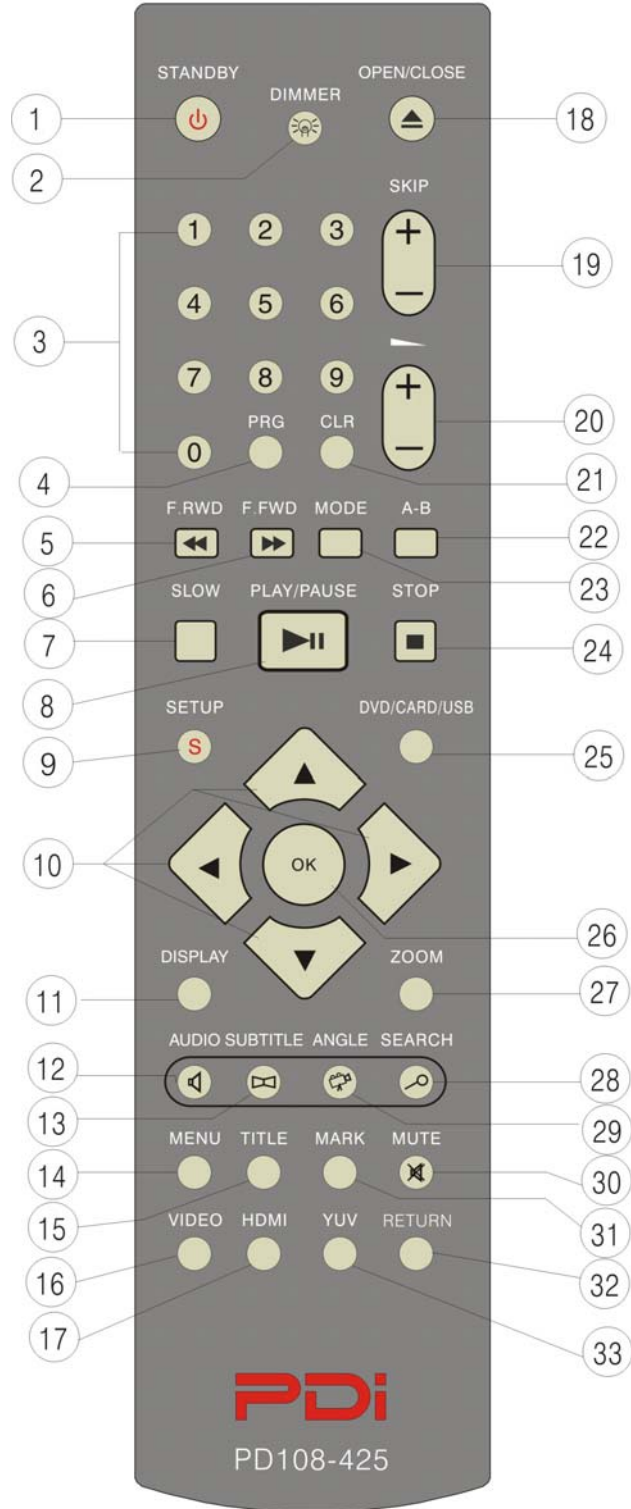 STANDBY OPEN/CLOSE
DIMMER
1 18
2
SKIP
1 2 3 +
19
4 5 6 −
3
7 8 9 +
20
PRG CLR
0 −
4 21
F.RWD F.FWD MODE A-B
5 22
6 23
SLOW PLAY/PAUSE STOP
7 24
8
SETUP DVD/CARD/USB
S
9 25
10 OK
26
DISPLAY ZOOM
11 27
AUDIO SUBTITLE ANGLE SEARCH
12 28
13 29
MENU TITLE MARK MUTE
14 30
15 31
VIDEO HDMI YUV RETURN
16 32
17 33
PDi
PD108-425